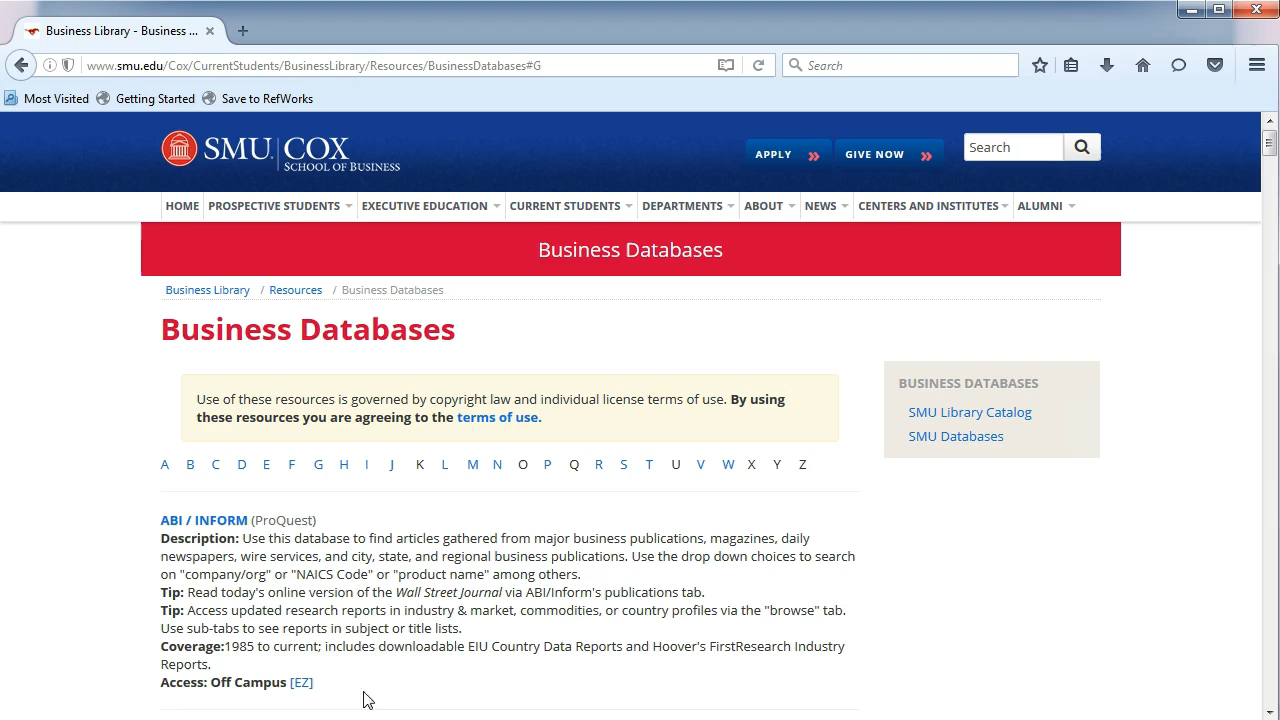 Business Library - Business ...
www.smu.edu/Cox/CurrentStudents/BusinessLibrary/Resources/BusinessDatabases#G
Search
Most Visited Getting Started Save to RefWorks
SMU. COX
SCHOOL OF BUSINESS
APPLY » GIVE NOW » Search
HOME PROSPECTIVE STUDENTS EXECUTIVE EDUCATION CURRENT STUDENTS DEPARTMENTS ABOUT NEWS CENTERS AND INSTITUTES ALUMNI
Business Databases
Business Library / Resources / Business Databases
Business Databases
Use of these resources is governed by copyright law and individual license terms of use. By using
these resources you are agreeing to the terms of use.
BUSINESS DATABASES
SMU Library Catalog
SMU Databases
A B C D E F G H I J K L M N O P Q R S T U V W X Y Z
ABI / INFORM (ProQuest)
Description: Use this database to find articles gathered from major business publications, magazines, daily
newspapers, wire services, and city, state, and regional business publications. Use the drop down choices to search
on "company/org" or "NAICS Code" or "product name" among others.
Tip: Read today's online version of the Wall Street Journal via ABI/Inform's publications tab.
Tip: Access updated research reports in industry & market, commodities, or country profiles via the "browse" tab.
Use sub-tabs to see reports in subject or title lists.
Coverage:1985 to current; includes downloadable EIU Country Data Reports and Hoover's FirstResearch Industry
Reports.
Access: Off Campus [EZ]